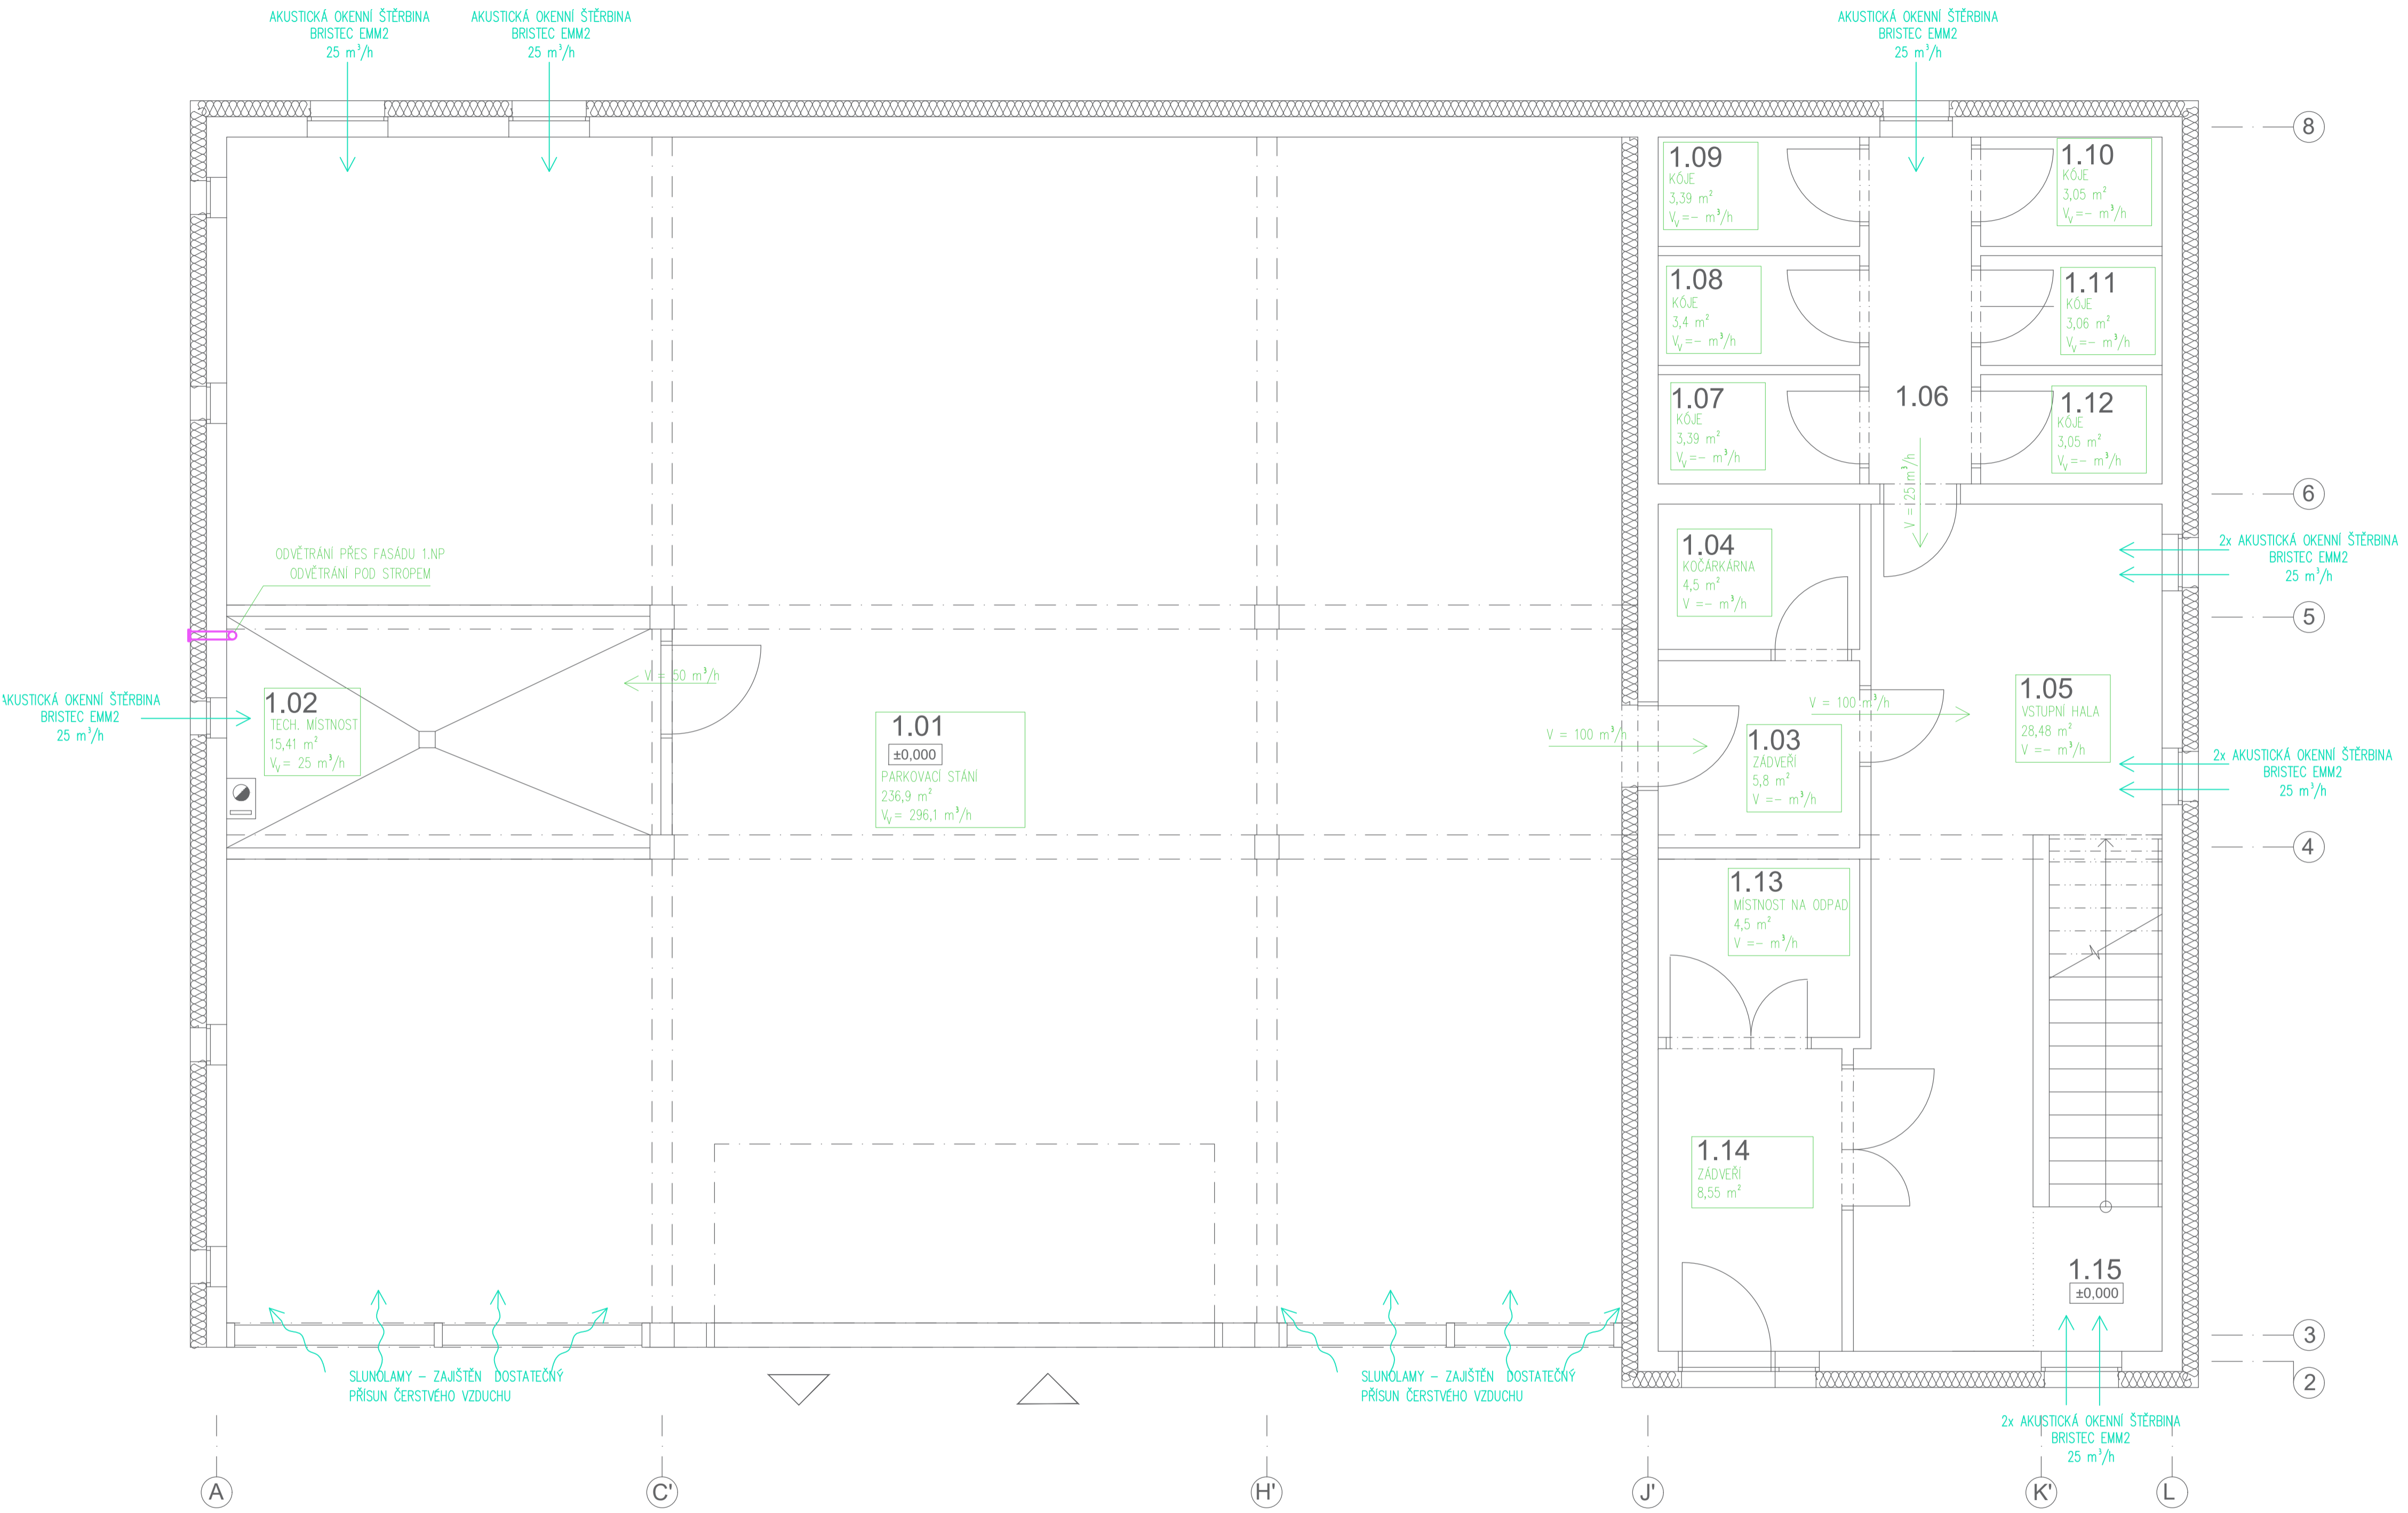 AKUSTICKÁ OKENNÍ ŠTĚRBINA
BRISTEC EMM2
25 m³/h
AKUSTICKÁ OKENNÍ ŠTĚRBINA
BRISTEC EMM2
25 m³/h
AKUSTICKÁ OKENNÍ ŠTĚRBINA
BRISTEC EMM2
25 m³/h
8
1.09
KÓJE
3,39 m²
Vᵥ =– m³/h
1.10
KÓJE
3,05 m²
Vᵥ =– m³/h
1.08
KÓJE
3,4 m²
Vᵥ =– m³/h
1.11
KÓJE
3,06 m²
Vᵥ =– m³/h
1.07
KÓJE
3,39 m²
Vᵥ =– m³/h
1.06
1.12
KÓJE
3,05 m²
Vᵥ =– m³/h
V = 25 m³/h
6
ODVĚTRÁNÍ PŘES FASÁDU 1.NP
ODVĚTRÁNÍ POD STROPEM
1.04
KOČÁRKÁRNA
4,5 m²
V =– m³/h
2x AKUSTICKÁ OKENNÍ ŠTĚRBINA
BRISTEC EMM2
25 m³/h
5
AKUSTICKÁ OKENNÍ ŠTĚRBINA
BRISTEC EMM2
25 m³/h
1.02
TECH. MÍSTNOST
15,41 m²
Vᵥ = 25 m³/h
V = 50 m³/h
1.01
±0,000
PARKOVACÍ STÁNÍ
236,9 m²
Vᵥ = 296,1 m³/h
V = 100 m³/h
1.03
ZÁDVEŘÍ
5,8 m²
V =– m³/h
V = 100 m³/h
1.05
VSTUPNÍ HALA
28,48 m²
V =– m³/h
2x AKUSTICKÁ OKENNÍ ŠTĚRBINA
BRISTEC EMM2
25 m³/h
4
1.13
MÍSTNOST NA ODPAD
4,5 m²
V =– m³/h
1.14
ZÁDVEŘÍ
8,55 m²
1.15
±0,000
3
2
SLUNOLAMY – ZAJIŠTĚN DOSTATEČNÝ
PŘÍSUN ČERSTVÉHO VZDUCHU
SLUNOLAMY – ZAJIŠTĚN DOSTATEČNÝ
PŘÍSUN ČERSTVÉHO VZDUCHU
2x AKUSTICKÁ OKENNÍ ŠTĚRBINA
BRISTEC EMM2
25 m³/h
A
C'
H'
J'
K'
L